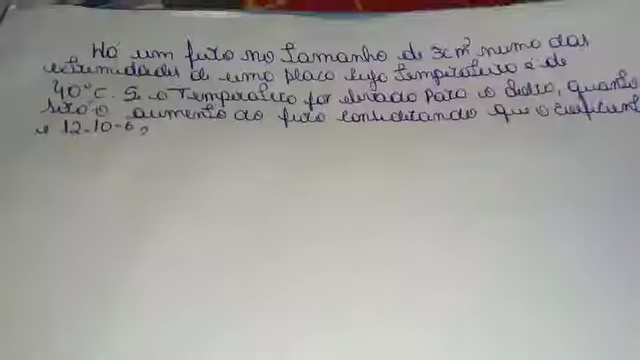 Há um furo no tamanho de 3cm² numa das
extremidades de uma placa cuja temperatura é de
40°C. Se a Temperatura for elevada para o dobro, quanto
será o aumento do furo considerando que o coeficiente
é 12.10-6?